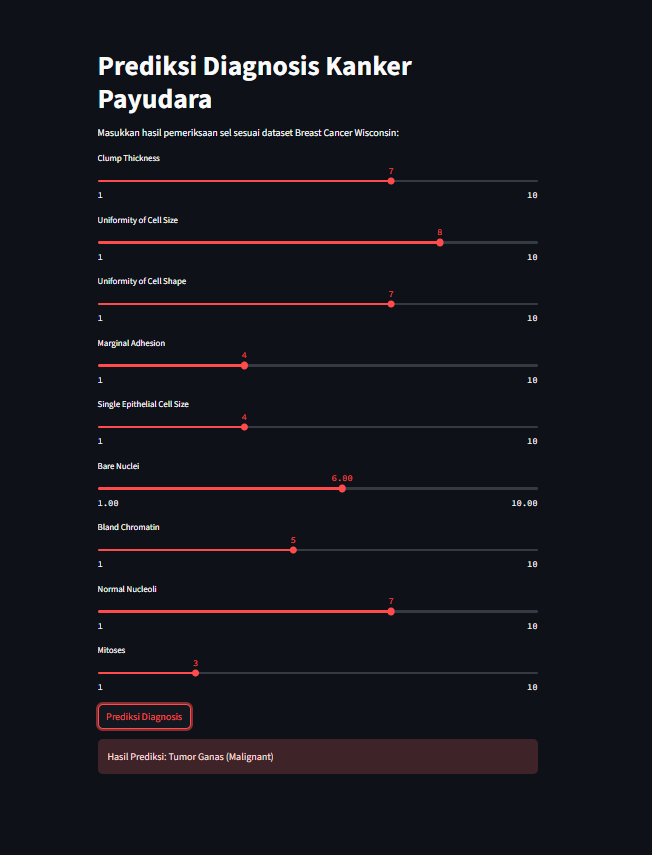 Prediksi Diagnosis Kanker
Payudara
Masukkan hasil pemeriksaan sel sesuai dataset Breast Cancer Wisconsin:
Clump Thickness
7
1 10
Uniformity of Cell Size
8
1 10
Uniformity of Cell Shape
7
1 10
Marginal Adhesion
4
1 10
Single Epithelial Cell Size
4
1 10
Bare Nuclei
6.00
1.00 10.00
Bland Chromatin
5
1 10
Normal Nucleoli
7
1 10
Mitoses
3
1 10
Prediksi Diagnosis
Hasil Prediksi: Tumor Ganas (Malignant)